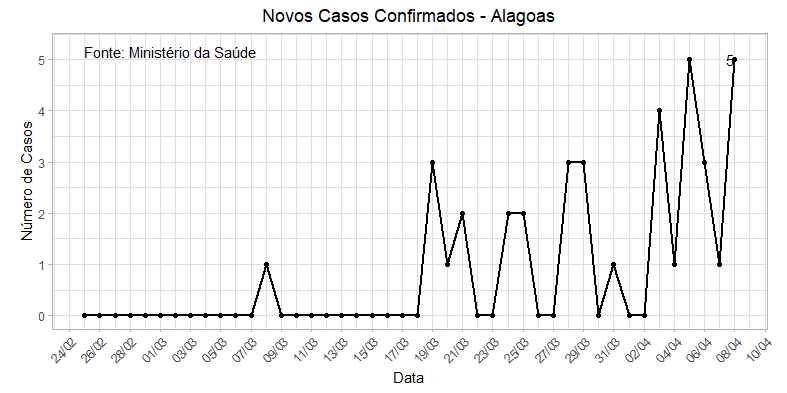 Novos Casos Confirmados - Alagoas
Fonte: Ministério da Saúde
5
5
4
3
2
1
0
Número de Casos
24/02 26/02 28/02 01/03 03/03 05/03 07/03 09/03 11/03 13/03 15/03 17/03 19/03 21/03 23/03 25/03 27/03 29/03 31/03 02/04 04/04 06/04 08/04 10/04
Data